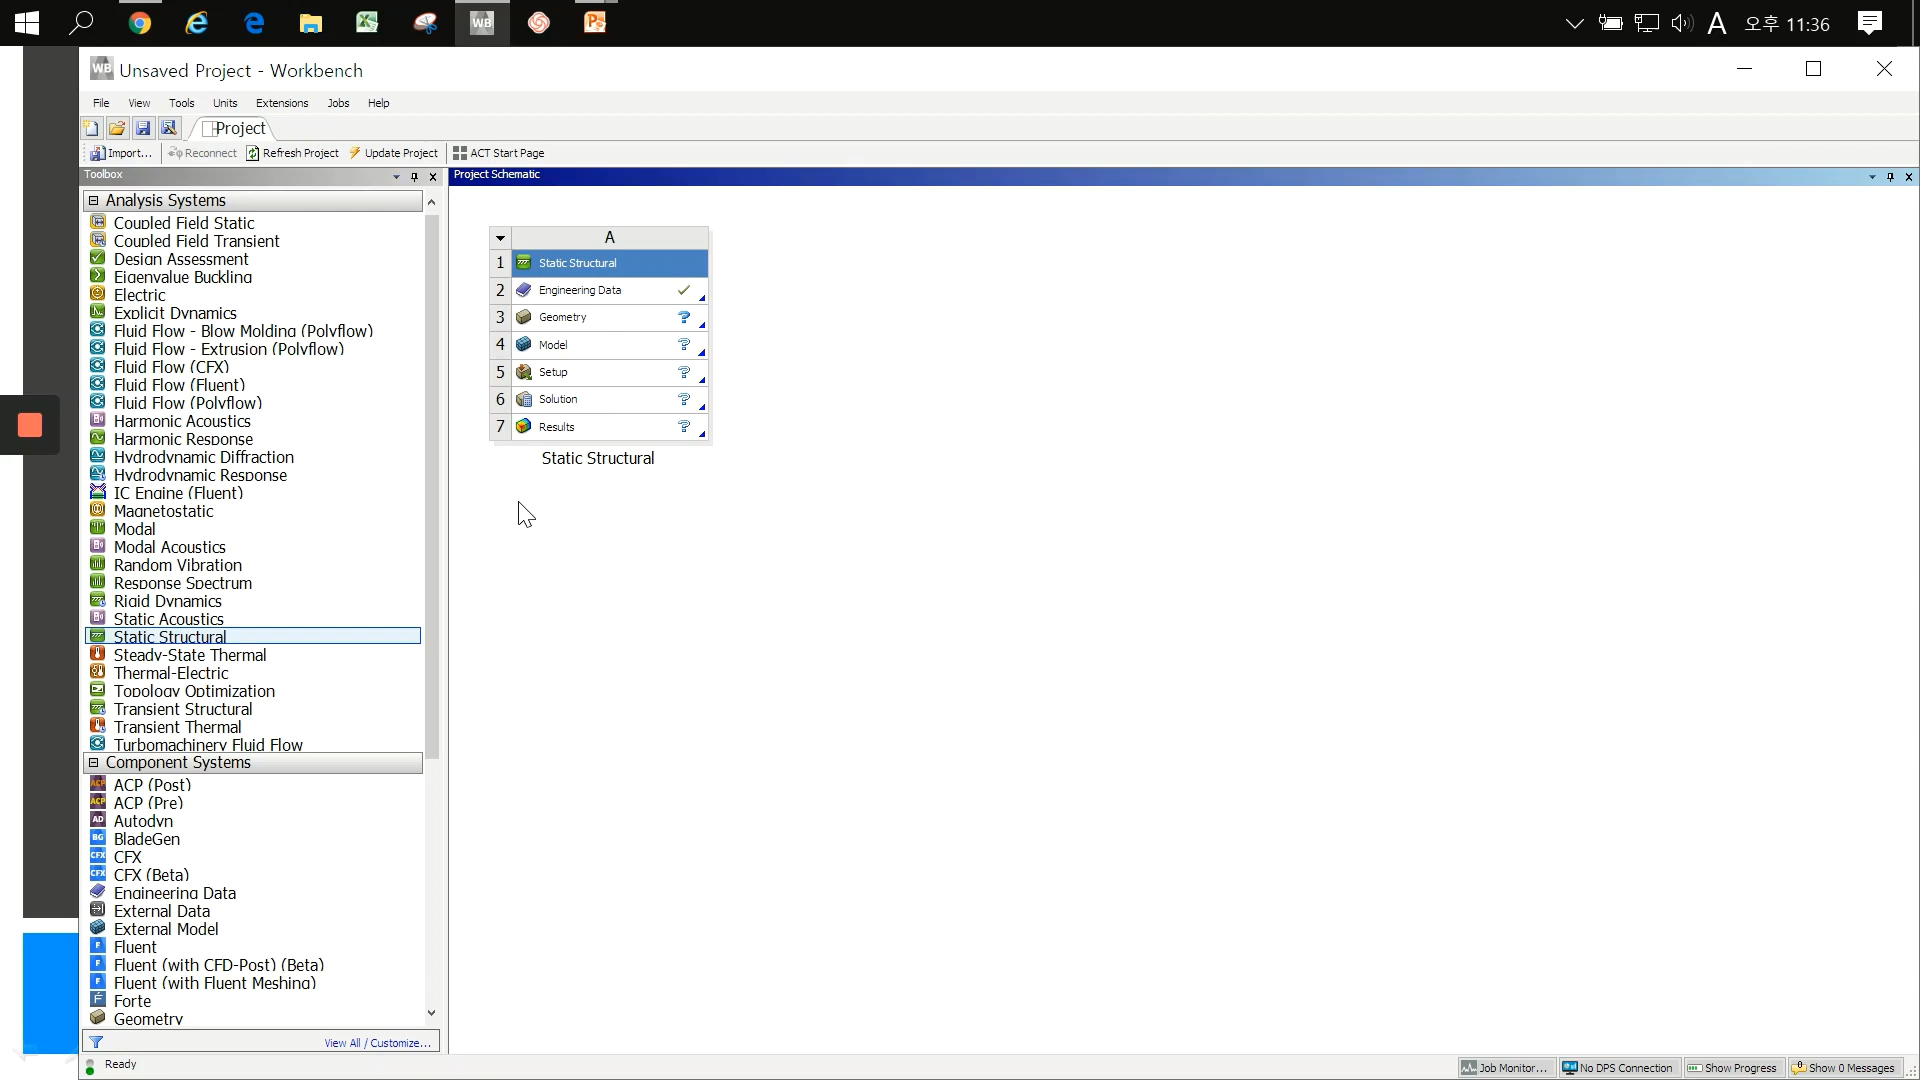 A 오후 11:36
WB Unsaved Project - Workbench
File View Tools Units Extensions Jobs Help
Project
Import... Reconnect Refresh Project Update Project ACT Start Page
Toolbox
Project Schematic
Analysis Systems
Coupled Field Static
Coupled Field Transient
Design Assessment
Eigenvalue Buckling
Electric
Explicit Dynamics
Fluid Flow - Blow Molding (Polyflow)
Fluid Flow - Extrusion (Polyflow)
Fluid Flow (CFX)
Fluid Flow (Fluent)
Fluid Flow (Polyflow)
Harmonic Acoustics
Harmonic Response
Hydrodynamic Diffraction
Hydrodynamic Response
IC Engine (Fluent)
Magnetostatic
Modal
Modal Acoustics
Random Vibration
Response Spectrum
Rigid Dynamics
Static Acoustics
Static Structural
Steady-State Thermal
Thermal-Electric
Topology Optimization
Transient Structural
Transient Thermal
Turbomachinery Fluid Flow
Component Systems
ACP (Post)
ACP (Pre)
Autodyn
BladeGen
CFX
CFX (Beta)
Engineering Data
External Data
External Model
Fluent
Fluent (with CFD-Post) (Beta)
Fluent (with Fluent Meshing)
Forte
Geometry
View All / Customize...
A
1 Static Structural
2 Engineering Data
3 Geometry ?
4 Model ?
5 Setup ?
6 Solution ?
7 Results ?
Static Structural
Ready
Job Monitor... No DPS Connection Show Progress Show 0 Messages